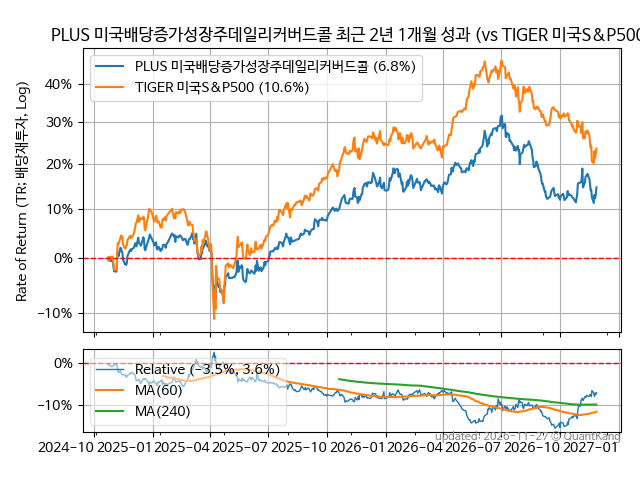 PLUS 미국배당증가성장주데일리커버드콜 최근 2년 1개월 성과 (vs TIGER 미국S&P500
Rate of Return (TR: 배당재투자, Log)
40%
30%
20%
10%
0%
−10%
PLUS 미국배당증가성장주데일리커버드콜 (6.8%)
TIGER 미국S&P500 (10.6%)
0%
−10%
Relative (−3.5%, 3.6%)
MA(60)
MA(240)
2024-10 2025-01 2025-04 2025-07 2025-10 2026-01 2026-04 2026-07 2026-10 2027-01
updated: 2026-11-27 © QuantKang